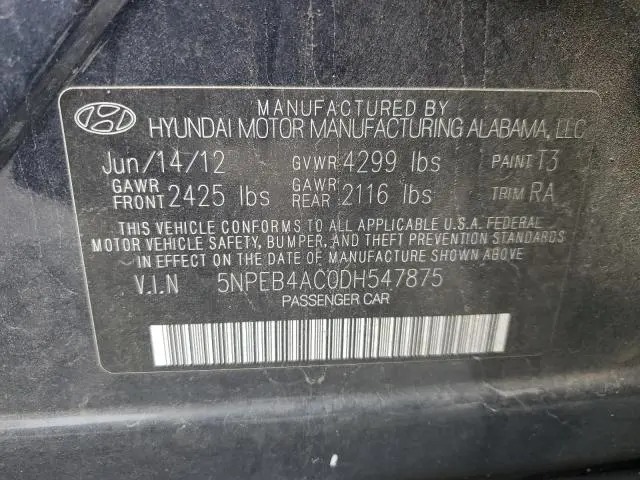 MANUFACTURED BY
HYUNDAI MOTOR MANUFACTURING ALABAMA, LLC
Jun/14/12 GVWR 4299 lbs PAINT T3
GAWR FRONT 2425 lbs GAWR REAR 2116 lbs TRIM RA
THIS VEHICLE CONFORMS TO ALL APPLICABLE U.S.A. FEDERAL
MOTOR VEHICLE SAFETY, BUMPER, AND THEFT PREVENTION STANDARDS
IN EFFECT ON THE DATE OF MANUFACTURE SHOWN ABOVE
V.I.N 5NPEB4AC0DH547875
PASSENGER CAR